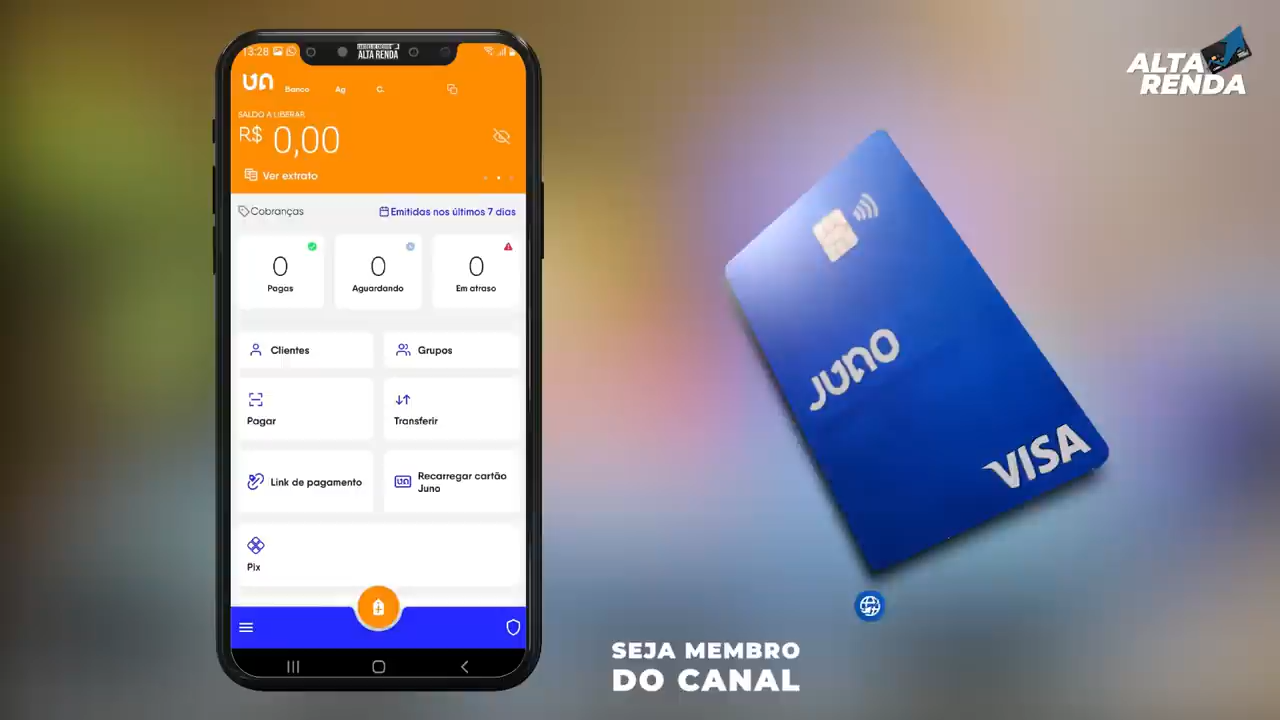 13:28
ALTA RENDA
un
Banco Ag C.
SALDO A LIBERAR
R$ 0,00
Ver extrato
Cobranças
Emitidas nos últimos 7 dias
0
Pagas
0
Aguardando
0
Em atraso
Clientes
Grupos
Pagar
Transferir
Link de pagamento
Recarregar cartão
Juno
Pix
ALTA
RENDA
JUNO
VISA
SEJA MEMBRO
DO CANAL